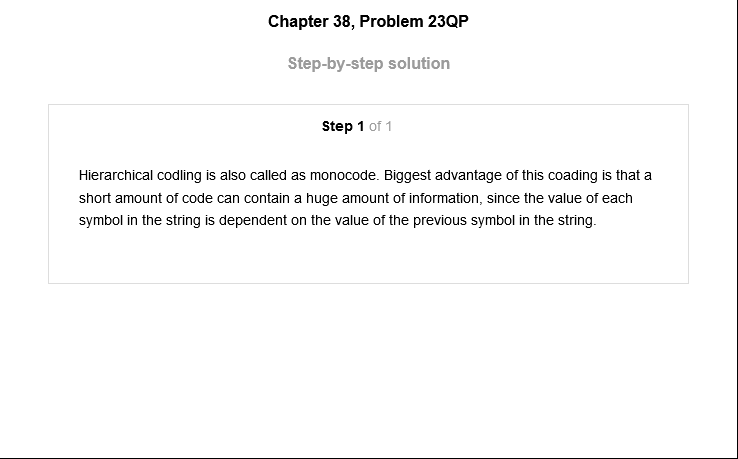 Chapter 38, Problem 23QP
Step-by-step solution
Step 1 of 1
Hierarchical codling is also called as monocode. Biggest advantage of this coading is that a
short amount of code can contain a huge amount of information, since the value of each
symbol in the string is dependent on the value of the previous symbol in the string.